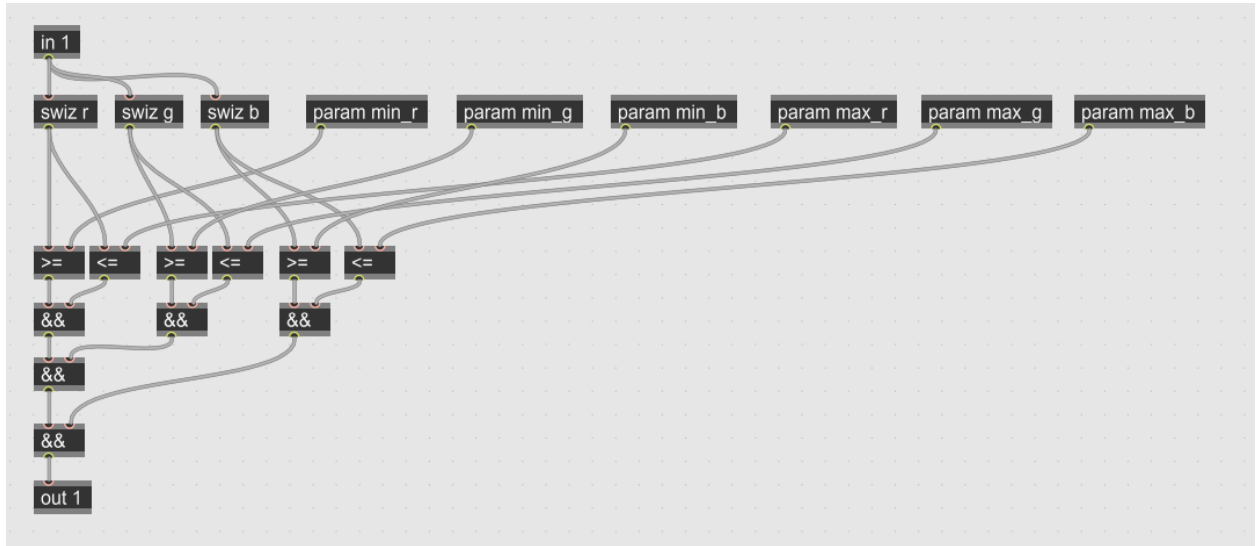 in 1
swiz r swiz g swiz b param min_r param min_g param min_b param max_r param max_g param max_b
>= <= >= <= >= <=
&& && &&
&&
&&
out 1